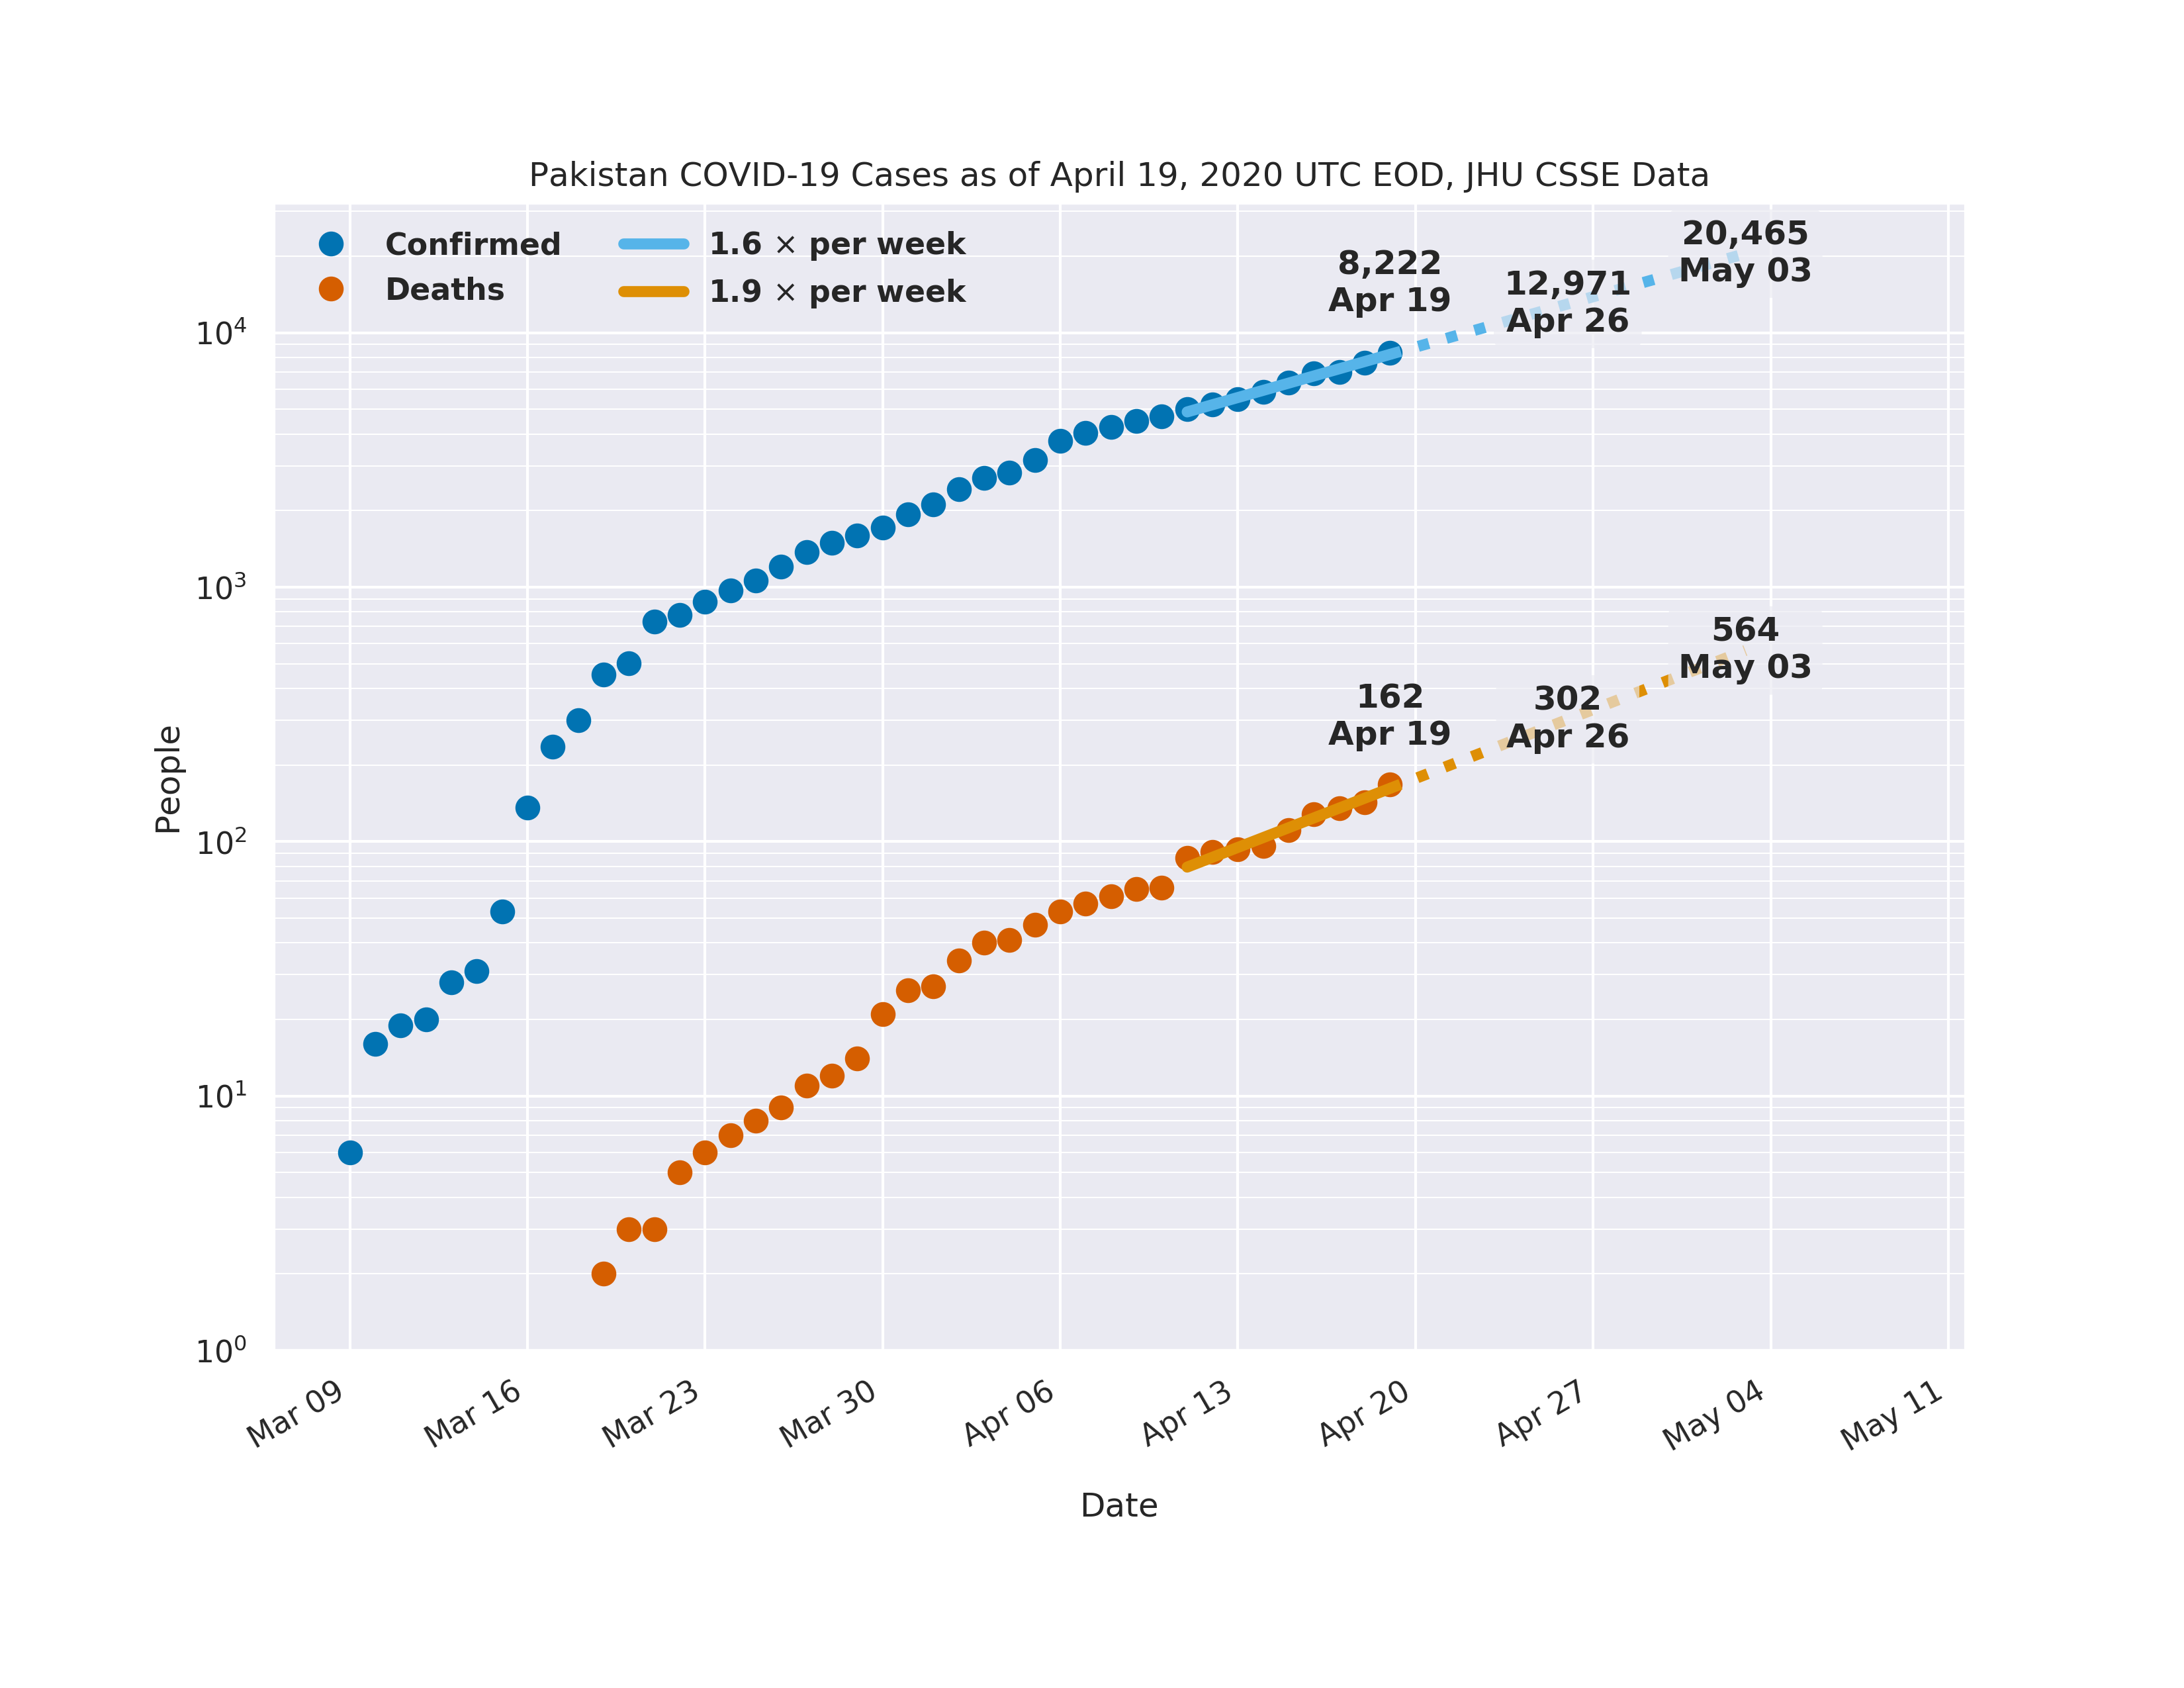 Pakistan COVID-19 Cases as of April 19, 2020 UTC EOD, JHU CSSE Data
Confirmed
Deaths
1.6 × per week
1.9 × per week
8,222
Apr 19
12,971
Apr 26
20,465
May 03
162
Apr 19
302
Apr 26
564
May 03
People
10⁴
10³
10²
10¹
10⁰
Mar 09
Mar 16
Mar 23
Mar 30
Apr 06
Apr 13
Apr 20
Apr 27
May 04
May 11
Date